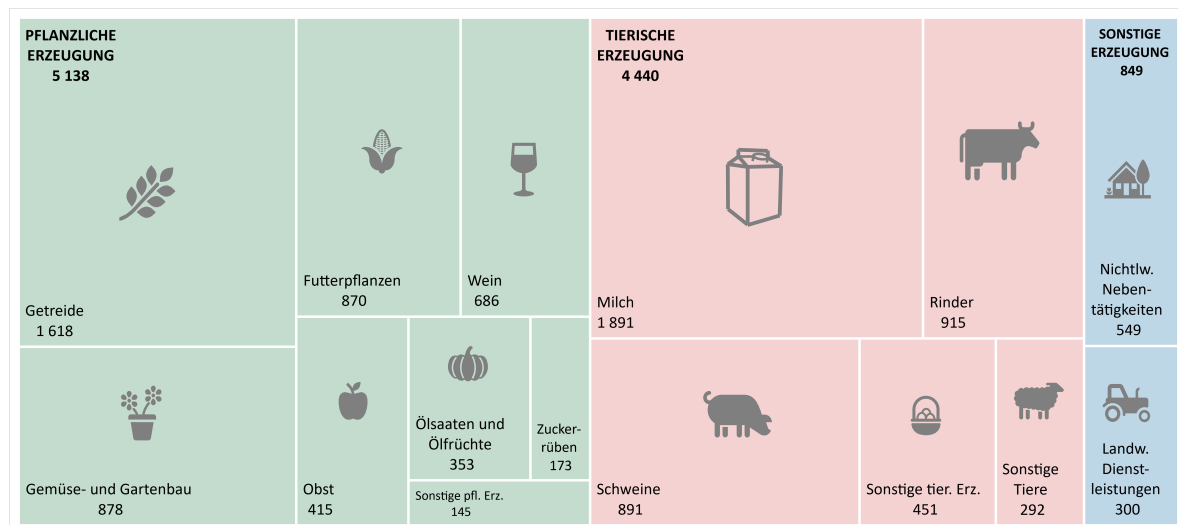 PFLANZLICHE
ERZEUGUNG
5 138
Getreide
1 618
Futterpflanzen
870
Wein
686
Gemüse- und Gartenbau
878
Obst
415
Ölsaaten und
Ölfrüchte
353
Zucker-
rüben
173
Sonstige pfl. Erz.
145
TIERISCHE
ERZEUGUNG
4 440
Milch
1 891
Rinder
915
Schweine
891
Sonstige tier. Erz.
451
Sonstige
Tiere
292
SONSTIGE
ERZEUGUNG
849
Nichtlw.
Neben-
tätigkeiten
549
Landw.
Dienst-
leistungen
300